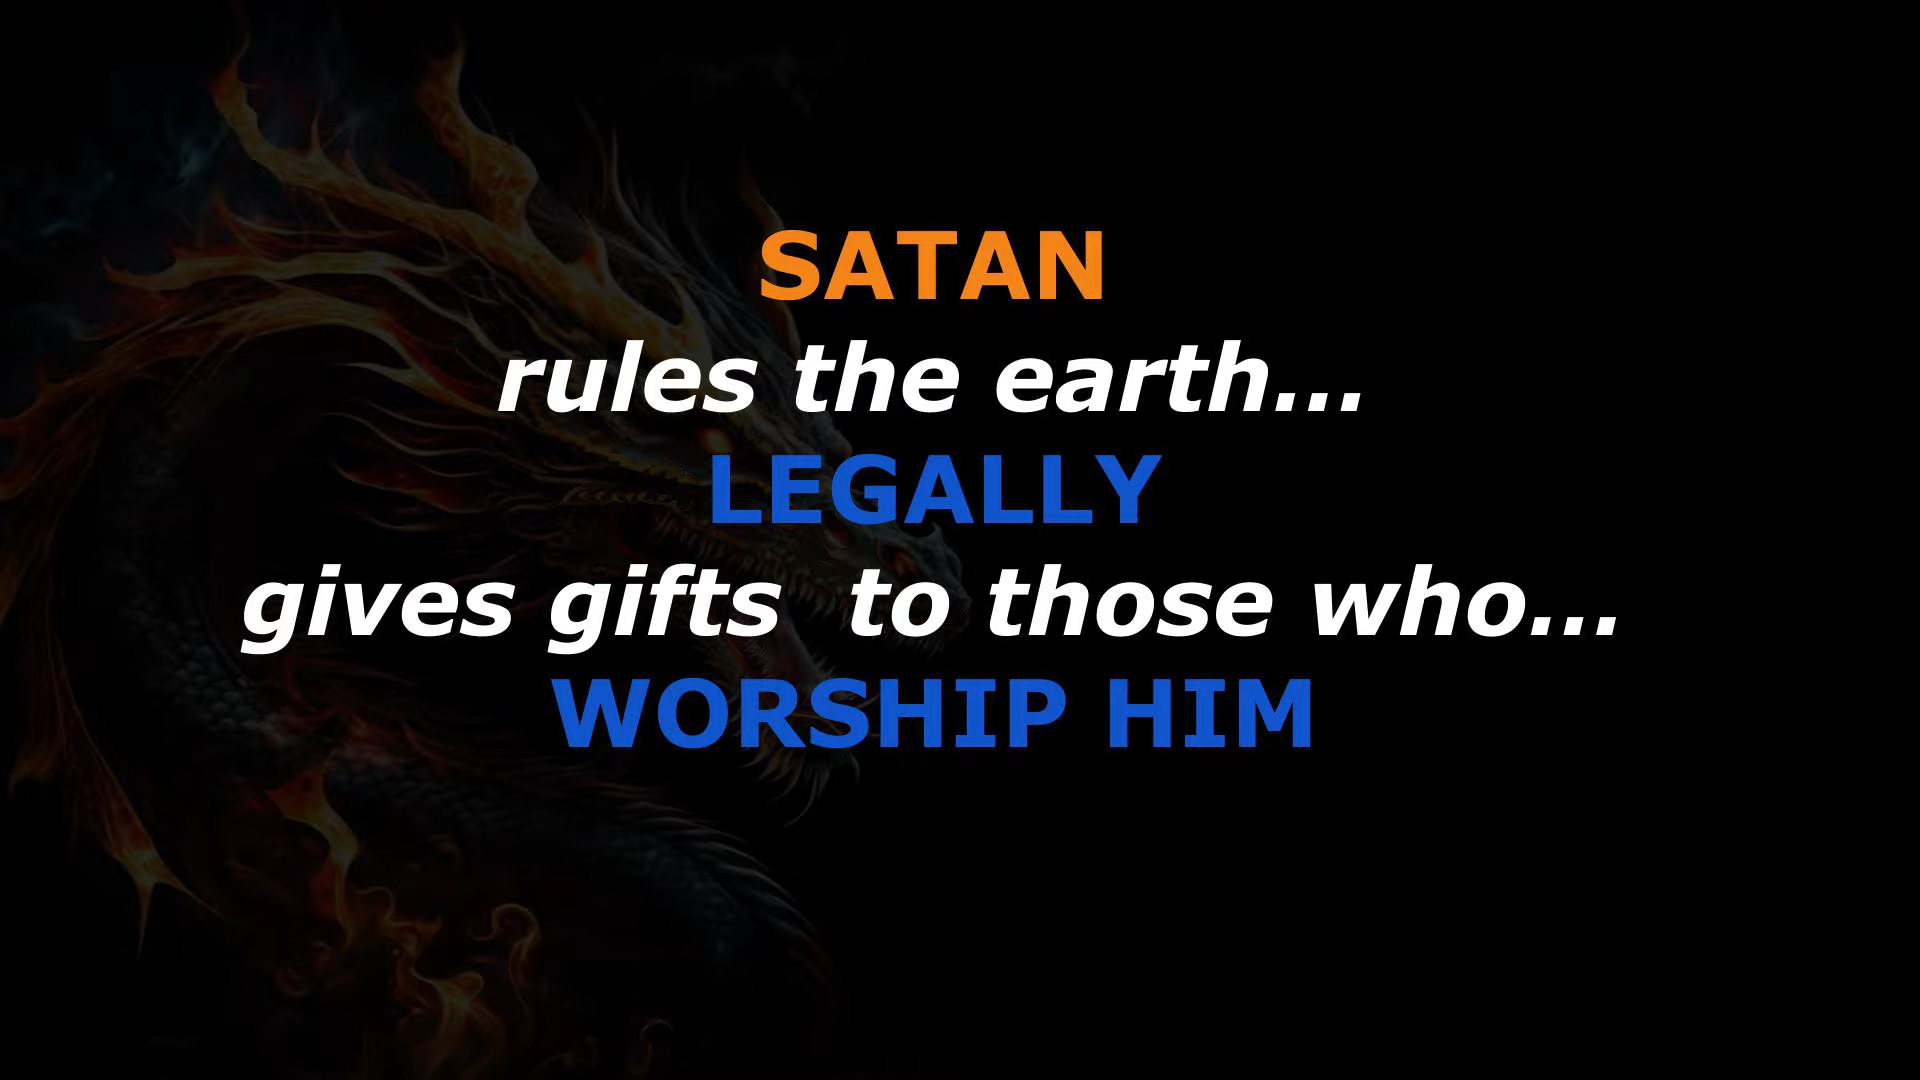 SATAN
rules the earth...
LEGALLY
gives gifts  to those who...
WORSHIP HIM